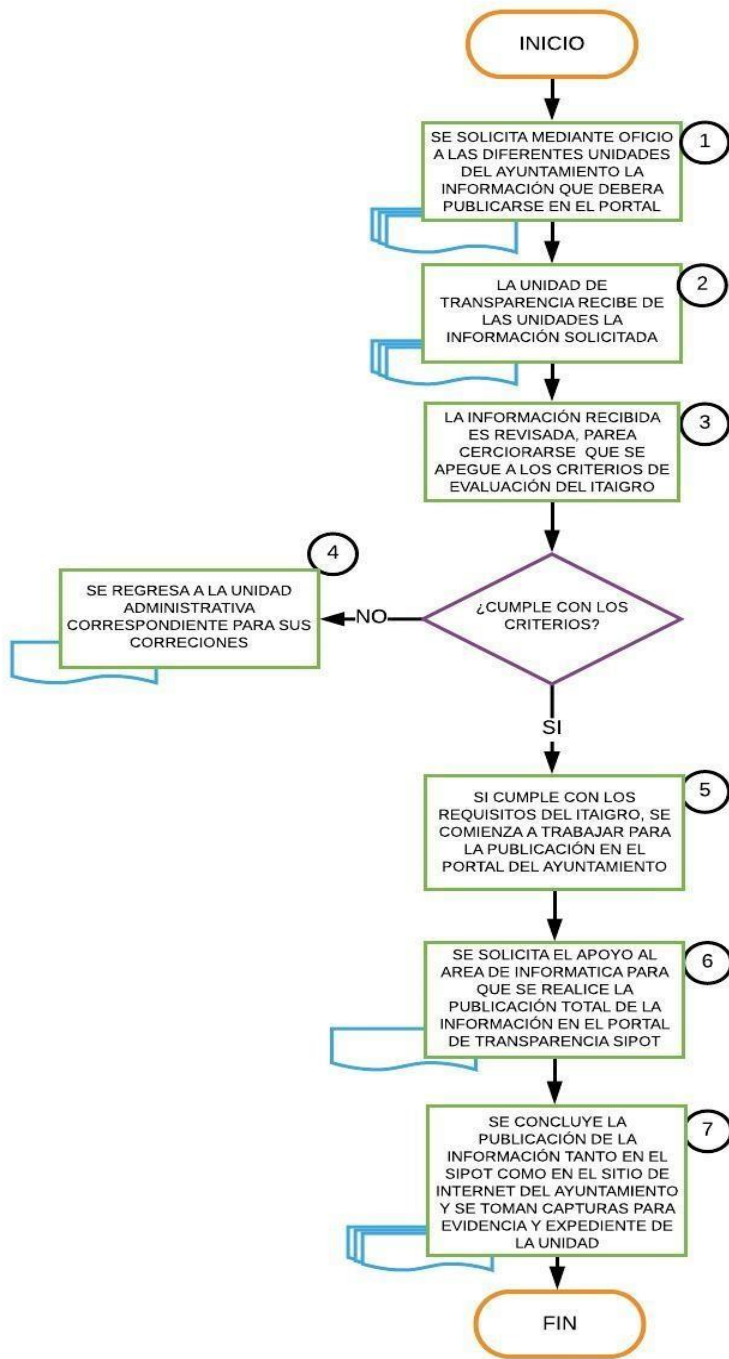 INICIO
1
SE SOLICITA MEDIANTE OFICIO
A LAS DIFERENTES UNIDADES
DEL AYUNTAMIENTO LA
INFORMACIÓN QUE DEBERA
PUBLICARSE EN EL PORTAL
2
LA UNIDAD DE
TRANSPARENCIA RECIBE DE
LAS UNIDADES LA
INFORMACIÓN SOLICITADA
3
LA INFORMACIÓN RECIBIDA
ES REVISADA, PAREA
CERCIORARSE QUE SE
APEGUE A LOS CRITERIOS DE
EVALUACIÓN DEL ITAIGRO
¿CUMPLE CON LOS
CRITERIOS?
NO
4
SE REGRESA A LA UNIDAD
ADMINISTRATIVA
CORRESPONDIENTE PARA SUS
CORRECIONES
SI
5
SI CUMPLE CON LOS
REQUISITOS DEL ITAIGRO, SE
COMIENZA A TRABAJAR PARA
LA PUBLICACIÓN EN EL
PORTAL DEL AYUNTAMIENTO
6
SE SOLICITA EL APOYO AL
AREA DE INFORMATICA PARA
QUE SE REALICE LA
PUBLICACIÓN TOTAL DE LA
INFORMACIÓN EN EL PORTAL
DE TRANSPARENCIA SIPOT
7
SE CONCLUYE LA
PUBLICACIÓN DE LA
INFORMACIÓN TANTO EN EL
SIPOT COMO EN EL SITIO DE
INTERNET DEL AYUNTAMIENTO
Y SE TOMAN CAPTURAS PARA
EVIDENCIA Y EXPEDIENTE DE
LA UNIDAD
FIN